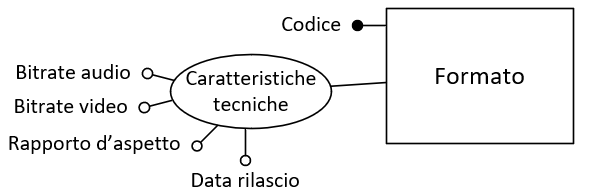 Codice
Formato
Caratteristiche
tecniche
Bitrate audio
Bitrate video
Rapporto d'aspetto
Data rilascio